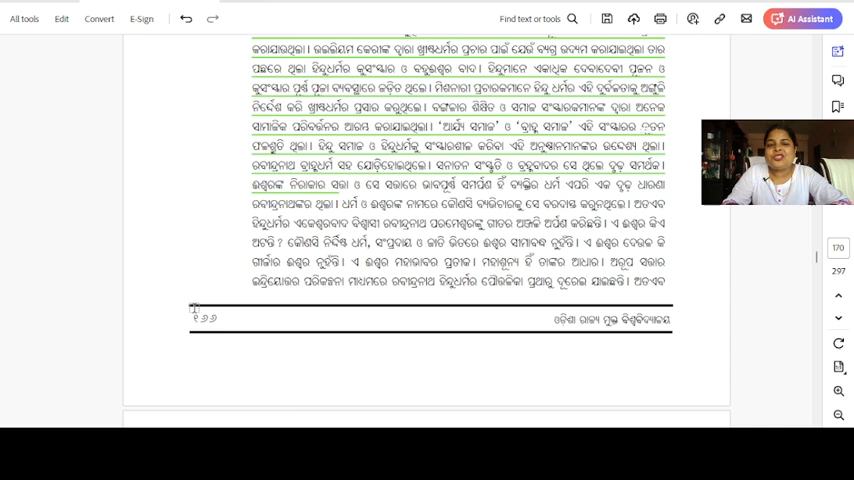 All tools Edit Convert E-Sign Find text or tools AI Assistant
କରାଯାଉଥିଲା । ଉଇଲିୟମ କେରୀଙ୍କ ଦ୍ୱାରା ଖ୍ରୀଷ୍ଟଧର୍ମର ପ୍ରଚାର ପାଇଁ ଯେଉଁ ବ୍ୟଗ୍ର ଉଦ୍ୟମ କରାଯାଇଥିଲା ତାର
ପଛରେ ଥିଲା ହିନ୍ଦୁଧର୍ମର କୁସଂସ୍କାର ଓ ବହୁଈଶ୍ୱର ବାଦ । ହିନ୍ଦୁମାନେ ଏକାଧିକ ଦେବାଦେବୀ ପୂଜନ ଓ
କୁସଂସ୍କାର ପୂର୍ଣ୍ଣ ପୂଜା ବ୍ୟବସ୍ଥାରେ ଜଡ଼ିତ ଥିଲେ । ମିଶନାରୀ ପ୍ରଚାରକମାନେ ହିନ୍ଦୁ ଧର୍ମର ଏହି ଦୁର୍ବଳତାକୁ ଅଙ୍ଗୁଳି
ନିର୍ଦ୍ଦେଶ କରି ଖ୍ରୀଷ୍ଟଧର୍ମର ପ୍ରସାର କରୁଥିଲେ । ବଙ୍ଗଳାର ଶିକ୍ଷିତ ଓ ସମାଜ ସଂସ୍କାରକମାନଙ୍କ ଦ୍ୱାରା ଅନେକ
ସାମାଜିକ ପରିବର୍ତ୍ତନର ଆରମ୍ଭ କରାଯାଇଥିଲା । ‘ଆର୍ଯ୍ୟ ସମାଜ’ ଓ ‘ବ୍ରାହ୍ମ ସମାଜ’ ଏହି ସଂସ୍କାରର ନୂତନ
ଫଳଶ୍ରୁତି ଥିଲା । ହିନ୍ଦୁ ସମାଜ ଓ ହିନ୍ଦୁଧର୍ମକୁ ସଂସ୍କାରଶୀଳ କରିବା ଏହି ଅନୁଷ୍ଠାନମାନଙ୍କର ଉଦ୍ଦେଶ୍ୟ ଥିଲା ।
ରବୀନ୍ଦ୍ରନାଥ ବ୍ରାହ୍ମଧର୍ମ ସହ ଯୋଡ଼ିହୋଇଥିଲେ । ସନାତନ ସଂସ୍କୃତି ଓ ବ୍ରହ୍ମବାଦର ସେ ଥିଲେ ଦୃଢ଼ ସମର୍ଥକ ।
ଈଶ୍ୱରଙ୍କ ନିରାକାର ସତ୍ତା ଓ ସେ ସତ୍ତାରେ ଭାବପୂର୍ଣ୍ଣ ସମର୍ପଣ ହିଁ ବ୍ୟକ୍ତିର ଧର୍ମ ଏପରି ଏକ ଦୃଢ଼ ଧାରଣା
ରବୀନ୍ଦ୍ରନାଥଙ୍କର ଥିଲା । ଧର୍ମ ଓ ଈଶ୍ୱରଙ୍କ ନାମରେ କୌଣସି ବ୍ୟଭିଚାରକୁ ସେ ବରଦାସ୍ତ କରୁନଥିଲେ । ଅତଏବ
ହିନ୍ଦୁଧର୍ମର ଏକେଶ୍ୱରବାଦ ବିଶ୍ୱାସୀ ରବୀନ୍ଦ୍ରନାଥ ପରମେଶ୍ୱରଙ୍କୁ ଗୀତର ଅଞ୍ଜଳି ଅର୍ପଣ କରିଛନ୍ତି । ଏ ଈଶ୍ୱର କିଏ
ଅଟନ୍ତି ? କୌଣସି ନିର୍ଦ୍ଦିଷ୍ଟ ଧର୍ମ, ସଂପ୍ରଦାୟ ଓ ଜାତି ଭିତରେ ଈଶ୍ୱର ସୀମାବଦ୍ଧ ନୁହଁନ୍ତି । ଏ ଈଶ୍ୱର ଦେଉଳ କି
ଗୀର୍ଜାର ଈଶ୍ୱର ନୁହଁନ୍ତି । ଏ ଈଶ୍ୱର ମହାଭାବର ପ୍ରତୀକ । ମହାଶୂନ୍ୟ ହିଁ ତାଙ୍କର ଆଧାର । ଅରୂପ ସତ୍ତାର
ଇନ୍ଦ୍ରିୟୋତ୍ତର ପରିକଳ୍ପନା ମାଧ୍ୟମରେ ରବୀନ୍ଦ୍ରନାଥ ହିନ୍ଦୁଧର୍ମର ପୌତ୍ତଳିକା ପ୍ରଥାରୁ ଦୂରେଇ ଯାଇଛନ୍ତି । ଅତଏବ
୧୬୬ ଓଡ଼ିଶା ରାଜ୍ୟ ମୁକ୍ତ ବିଶ୍ୱବିଦ୍ୟାଳୟ
170
297